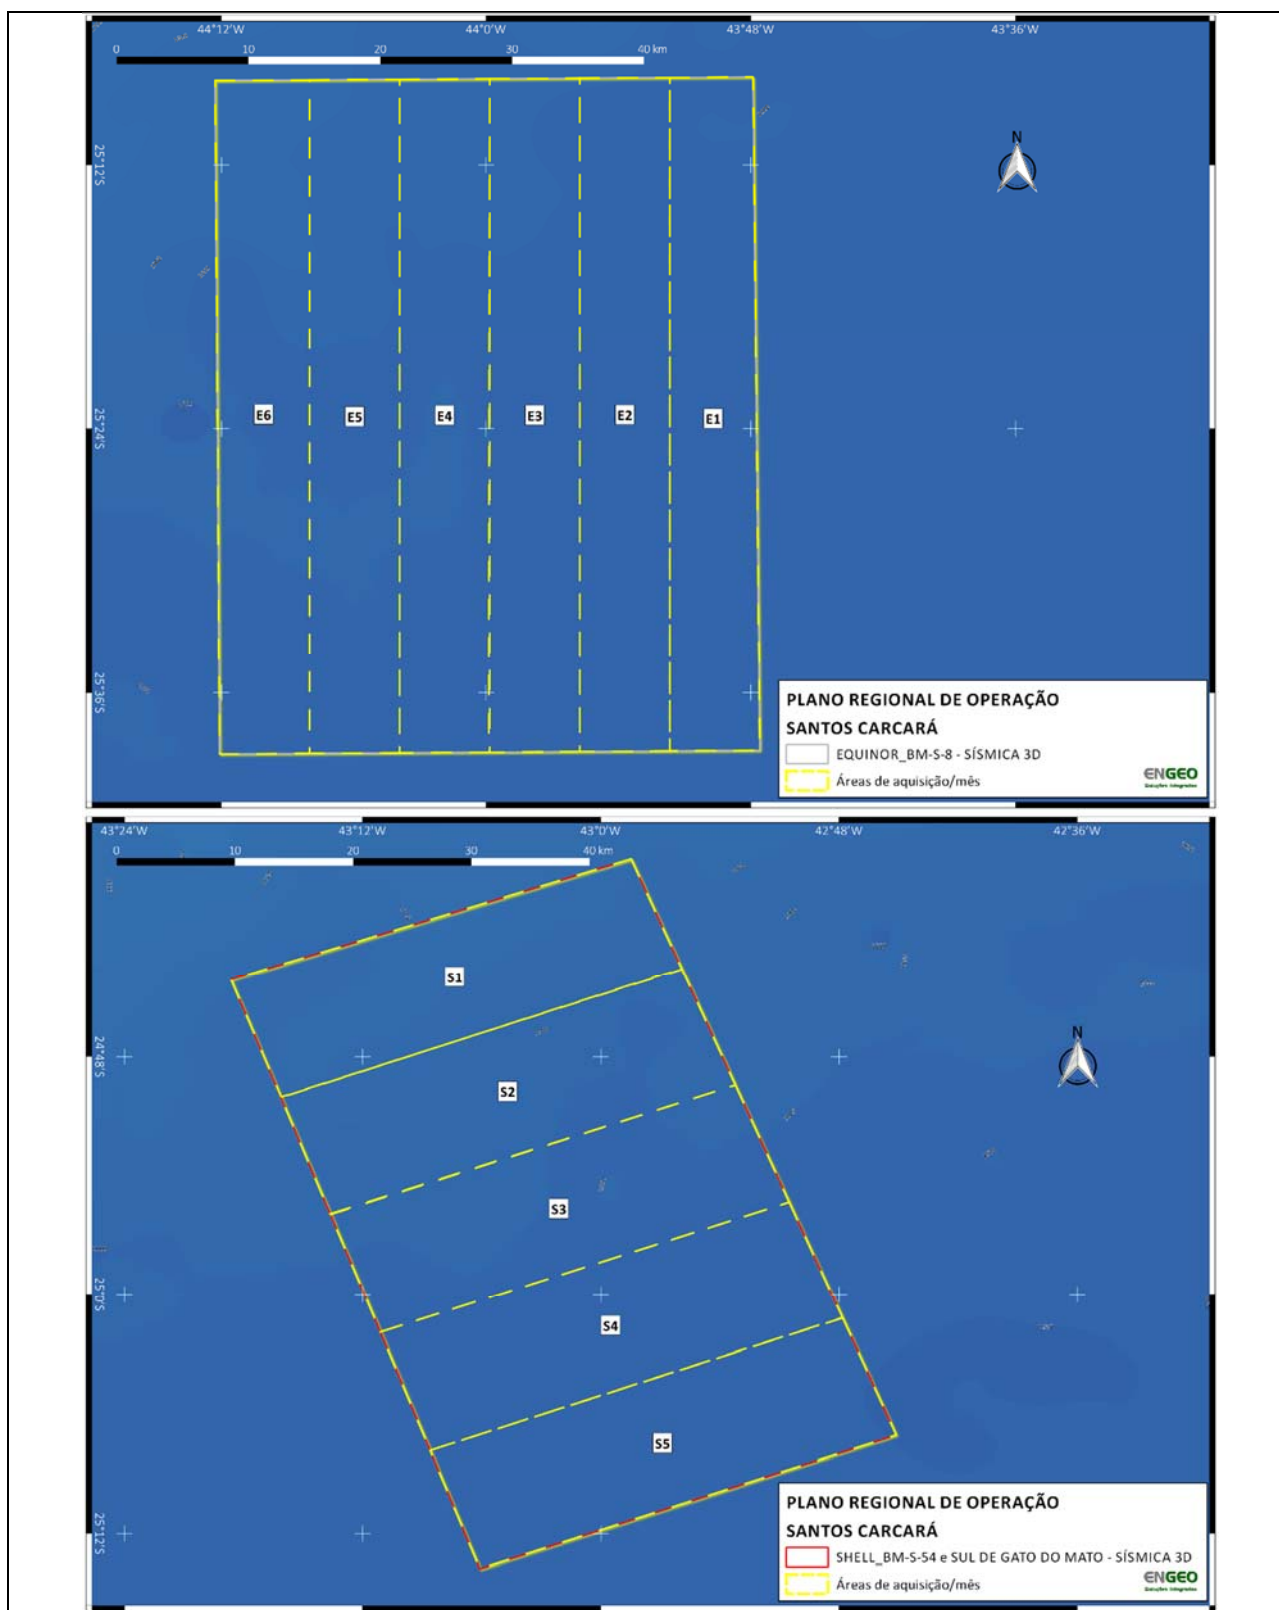 44°12'W 44°0'W 43°48'W 43°36'W
0 10 20 30 40 km
N
25°12'S
25°24'S
25°36'S
E6 E5 E4 E3 E2 E1
PLANO REGIONAL DE OPERAÇÃO
SANTOS CARCARÁ
EQUINOR_BM-S-8 - SÍSMICA 3D
Áreas de aquisição/mês
ENGEO
Soluções Integradas
43°24'W 43°12'W 43°0'W 42°48'W 42°36'W
0 10 20 30 40 km
N
24°48'S
25°0'S
25°12'S
S1
S2
S3
S4
S5
PLANO REGIONAL DE OPERAÇÃO
SANTOS CARCARÁ
SHELL_BM-S-54 e SUL DE GATO DO MATO - SÍSMICA 3D
Áreas de aquisição/mês
ENGEO
Soluções Integradas